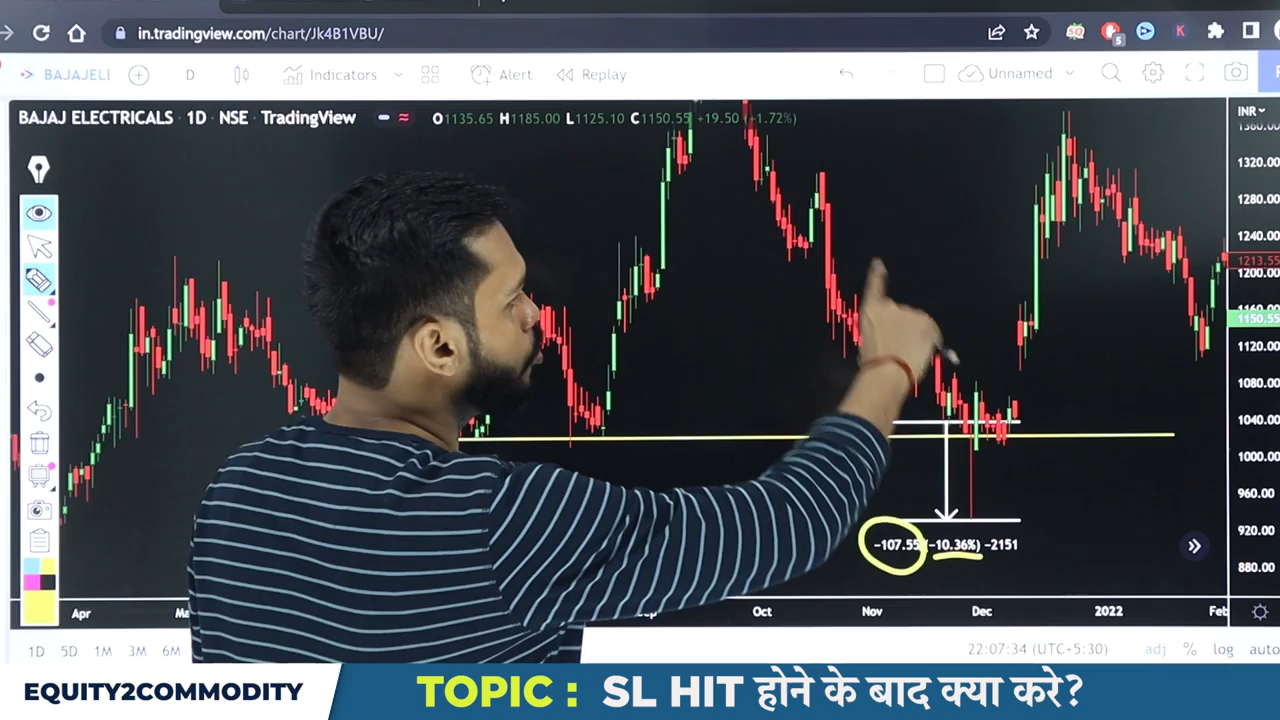 in.tradingview.com/chart/Jk4B1VBU/
BAJAJELI D Indicators Alert Replay Unnamed
BAJAJ ELECTRICALS · 1D · NSE · TradingView O1135.65 H1185.00 L1125.10 C1150.55 +19.50 (+1.72%) INR
1360.00
1320.00
1280.00
1240.00
1213.55
1200.00
1160.00
1150.55
1120.00
1080.00
1040.00
1000.00
960.00
920.00
880.00
−107.55 (−10.36%) −2151
Apr Oct Nov Dec 2022 Feb
1D 5D 1M 3M 6M 22:07:34 (UTC+5:30) adj % log auto
EQUITY2COMMODITY TOPIC : SL HIT होने के बाद क्या करे?